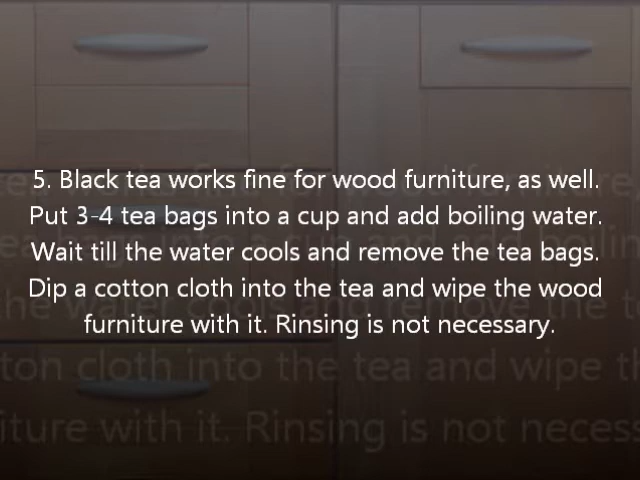 5. Black tea works fine for wood furniture, as well.
Put 3-4 tea bags into a cup and add boiling water.
Wait till the water cools and remove the tea bags.
Dip a cotton cloth into the tea and wipe the wood
furniture with it. Rinsing is not necessary.